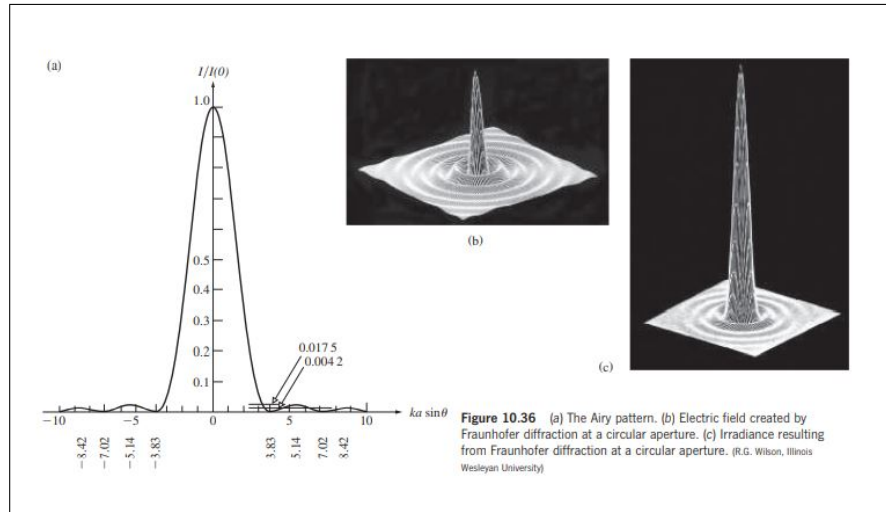 (a)
I/I(0)
1.0
0.5
0.4
0.3
0.2
0.1
0.017 5
0.004 2
−10
−5
0
5
10
ka sinθ
−8.42
−7.02
−5.14
−3.83
3.83
5.14
7.02
8.42
(b)
(c)
Figure 10.36 (a) The Airy pattern. (b) Electric field created by
Fraunhofer diffraction at a circular aperture. (c) Irradiance resulting
from Fraunhofer diffraction at a circular aperture. (R.G. Wilson, Illinois
Wesleyan University)